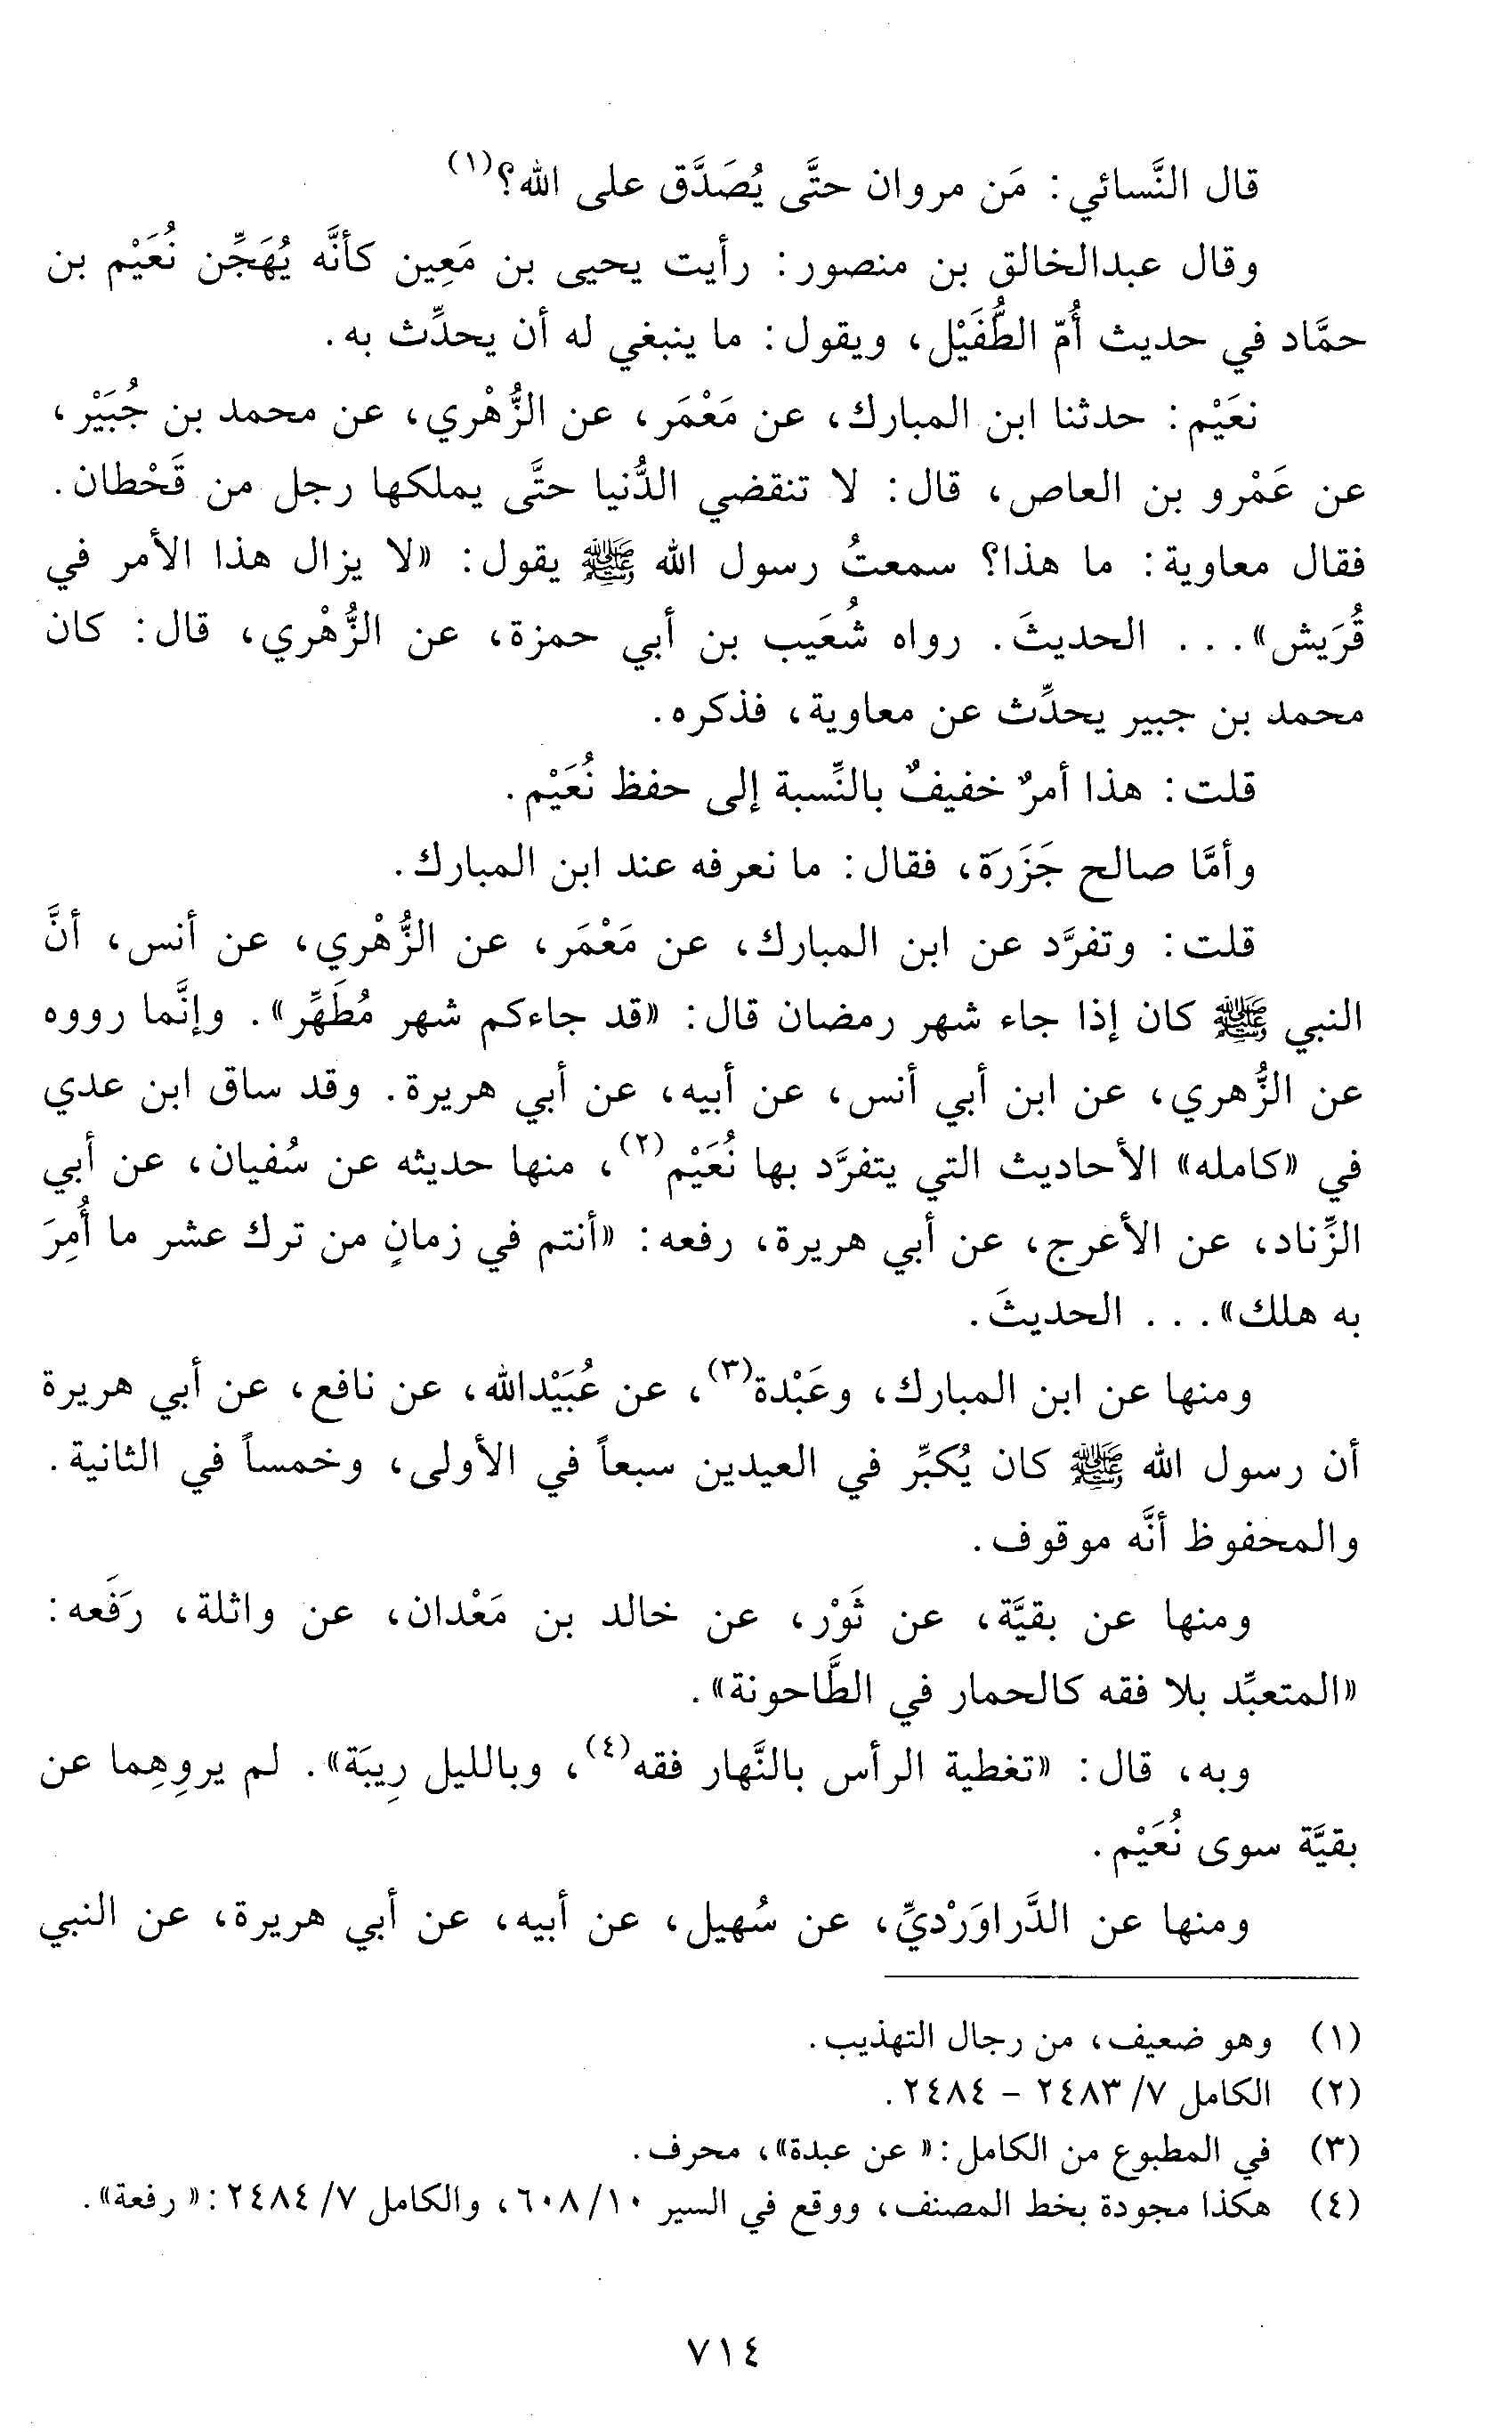 قال النَّسائي: مَن مروان حتَّى يُصَدَّق على الله؟(١)
وقال عبدالخالق بن منصور: رأيت يحيى بن مَعِين كأنَّه يُهَجِّن نُعَيْم بن
حمَّاد في حديث أُمّ الطُّفَيْل، ويقول: ما ينبغي له أن يحدِّث به.
نعَيْم: حدثنا ابن المبارك، عن مَعْمَر، عن الزُّهْري، عن محمد بن جُبَيْر،
عن عَمْرو بن العاص، قال: لا تنقضي الدُّنيا حتَّى يملكها رجل من قَحْطان.
فقال معاوية: ما هذا؟ سمعتُ رسول الله ﷺ يقول: «لا يزال هذا الأمر في
قُرَيش»... الحديثَ. رواه شُعَيب بن أبي حمزة، عن الزُّهْري، قال: كان
محمد بن جبير يحدِّث عن معاوية، فذكره.
قلت: هذا أمرٌ خفيفٌ بالنِّسبة إلى حفظ نُعَيْم.
وأمَّا صالح جَزَرَة، فقال: ما نعرفه عند ابن المبارك.
قلت: وتفرَّد عن ابن المبارك، عن مَعْمَر، عن الزُّهْري، عن أنس، أنَّ
النبي ﷺ كان إذا جاء شهر رمضان قال: «قد جاءكم شهر مُطَهِّر». وإنَّما رووه
عن الزُّهري، عن ابن أبي أنس، عن أبيه، عن أبي هريرة. وقد ساق ابن عدي
في «كامله» الأحاديث التي يتفرَّد بها نُعَيْم(٢)، منها حديثه عن سُفيان، عن أبي
الزِّناد، عن الأعرج، عن أبي هريرة، رفعه: «أنتم في زمانٍ من ترك عشر ما أُمِرَ
به هلك»... الحديثَ.
ومنها عن ابن المبارك، وعَبْدة(٣)، عن عُبَيْدالله، عن نافع، عن أبي هريرة
أن رسول الله ﷺ كان يُكبِّر في العيدين سبعاً في الأولى، وخمساً في الثانية.
والمحفوظ أنَّه موقوف.
ومنها عن بقيَّة، عن ثَوْر، عن خالد بن مَعْدان، عن واثلة، رَفَعه:
«المتعبِّد بلا فقه كالحمار في الطَّاحونة».
وبه، قال: «تغطية الرأس بالنَّهار فقه(٤)، وبالليل رِيبَة». لم يروِهِما عن
بقيَّة سوى نُعَيْم.
ومنها عن الدَّراوَرْديِّ، عن سُهيل، عن أبيه، عن أبي هريرة، عن النبي
(١) وهو ضعيف، من رجال التهذيب.
(٢) الكامل ٧/ ٢٤٨٣ - ٢٤٨٤.
(٣) في المطبوع من الكامل: « عن عبدة»، محرف.
(٤) هكذا مجودة بخط المصنف، ووقع في السير ١٠/ ٦٠٨، والكامل ٧/ ٢٤٨٤: « رفعة».
٧١٤